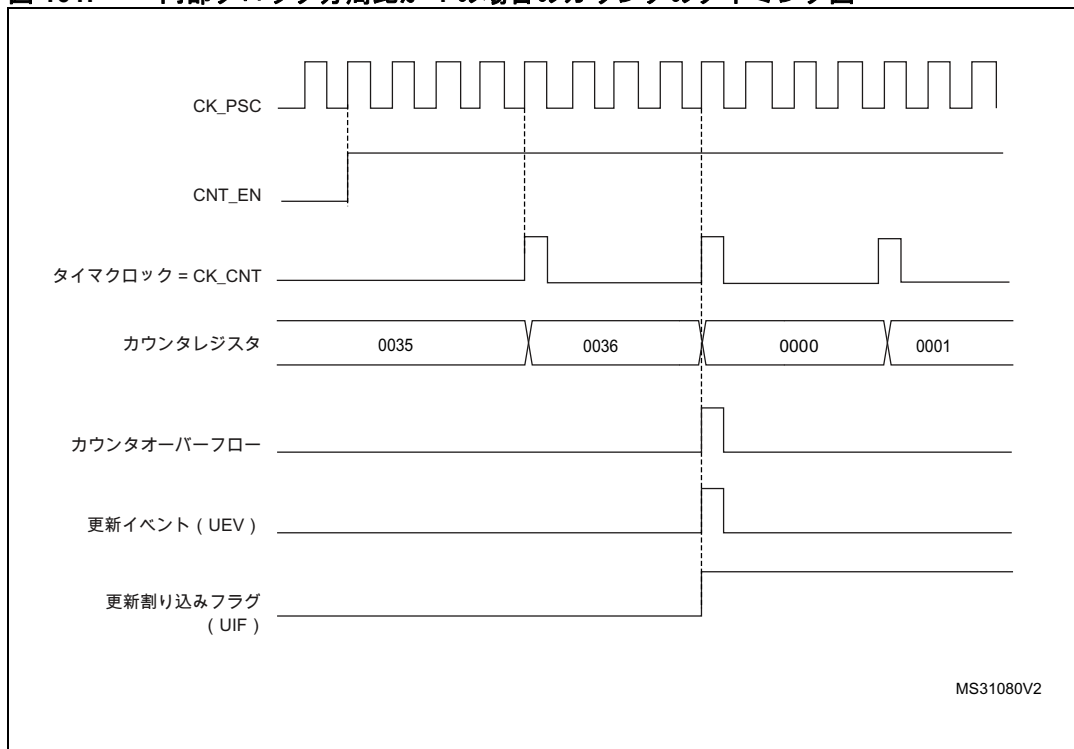 CK_PSC
CNT_EN
タイマクロック = CK_CNT
カウンタレジスタ
0035
0036
0000
0001
カウンタオーバーフロー
更新イベント ( UEV )
更新割り込みフラグ
( UIF )
MS31080V2